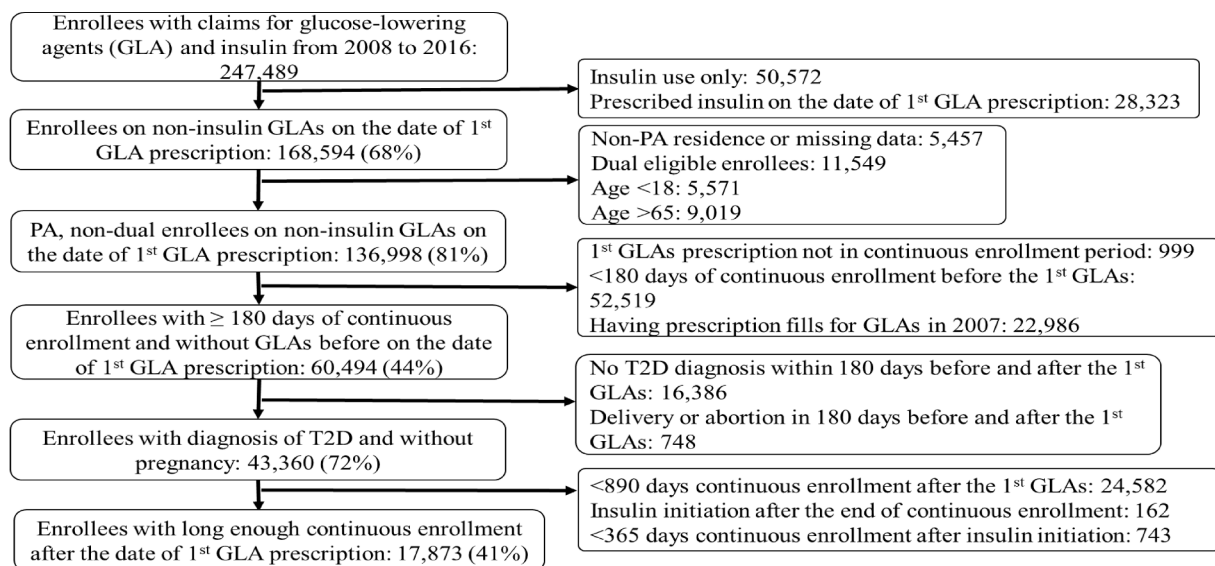 Enrollees with claims for glucose-lowering
agents (GLA) and insulin from 2008 to 2016:
247,489
Insulin use only: 50,572
Prescribed insulin on the date of 1st GLA prescription: 28,323
Enrollees on non-insulin GLAs on the date of 1st
GLA prescription: 168,594 (68%)
Non-PA residence or missing data: 5,457
Dual eligible enrollees: 11,549
Age <18: 5,571
Age >65: 9,019
PA, non-dual enrollees on non-insulin GLAs on
the date of 1st GLA prescription: 136,998 (81%)
1st GLAs prescription not in continuous enrollment period: 999
<180 days of continuous enrollment before the 1st GLAs:
52,519
Having prescription fills for GLAs in 2007: 22,986
Enrollees with ≥ 180 days of continuous
enrollment and without GLAs before on the date
of 1st GLA prescription: 60,494 (44%)
No T2D diagnosis within 180 days before and after the 1st
GLAs: 16,386
Delivery or abortion in 180 days before and after the 1st
GLAs: 748
Enrollees with diagnosis of T2D and without
pregnancy: 43,360 (72%)
<890 days continuous enrollment after the 1st GLAs: 24,582
Insulin initiation after the end of continuous enrollment: 162
<365 days continuous enrollment after insulin initiation: 743
Enrollees with long enough continuous enrollment
after the date of 1st GLA prescription: 17,873 (41%)